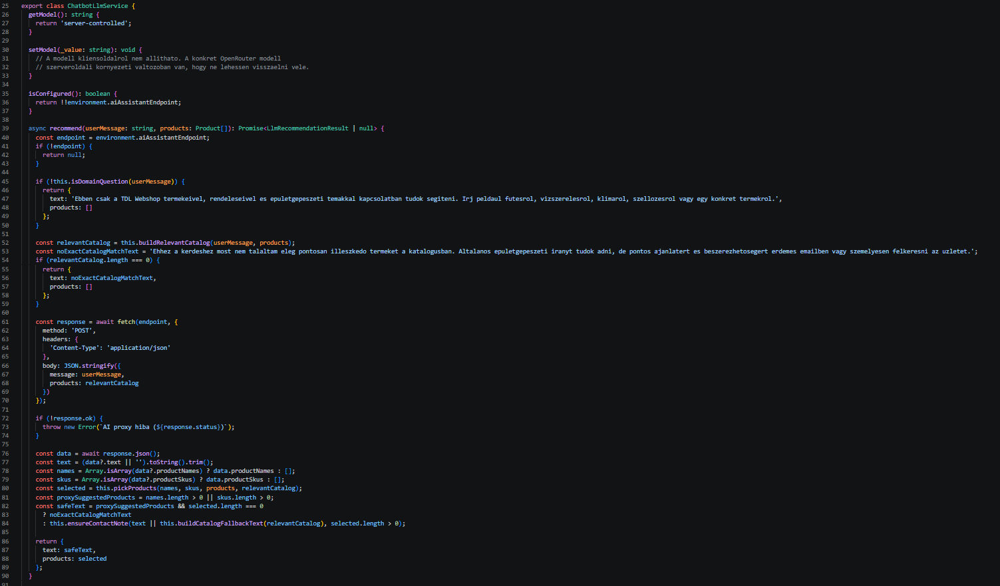 25 export class ChatbotLlmService {
26 getModel(): string {
27 return 'server-controlled';
28 }
29
30 setModel(_value: string): void {
31 // A modell kliensoldalrol nem allithato. A konkret OpenRouter modell
32 // szerveroldali kornyezeti valtozoban van, hogy ne lehessen visszaelni vele.
33 }
34
35 isConfigured(): boolean {
36 return !!environment.aiAssistantEndpoint;
37 }
38
39 async recommend(userMessage: string, products: Product[]): Promise<LlmRecommendationResult | null> {
40 const endpoint = environment.aiAssistantEndpoint;
41 if (!endpoint) {
42 return null;
43 }
44
45 if (!this.isDomainQuestion(userMessage)) {
46 return {
47 text: 'Ebben csak a TDL Webshop termekeivel, rendeleseivel es epuletgepeszeti temakkal kapcsolatban tudok segiteni. Irj peldaul futesrol, vizszerelesrol, klimarol, szellozesrol vagy egy konkret termekrol.',
48 products: []
49 };
50 }
51
52 const relevantCatalog = this.buildRelevantCatalog(userMessage, products);
53 const noExactCatalogMatchText = 'Ehhez a kerdeshez most nem talaltam eleg pontosan illeszkedo termeket a katalogusban. Altalanos epuletgepeszeti iranyt tudok adni, de pontos ajanlatert es beszerezhetosegert erdemes emailben vagy szemelyesen felkeresni az uzletet.';
54 if (relevantCatalog.length === 0) {
55 return {
56 text: noExactCatalogMatchText,
57 products: []
58 };
59 }
60
61 const response = await fetch(endpoint, {
62 method: 'POST',
63 headers: {
64 'Content-Type': 'application/json'
65 },
66 body: JSON.stringify({
67 message: userMessage,
68 products: relevantCatalog
69 })
70 });
71
72 if (!response.ok) {
73 throw new Error(`AI proxy hiba (${response.status})`);
74 }
75
76 const data = await response.json();
77 const text = (data?.text || '').toString().trim();
78 const names = Array.isArray(data?.productNames) ? data.productNames : [];
79 const skus = Array.isArray(data?.productSkus) ? data.productSkus : [];
80 const selected = this.pickProducts(names, skus, products, relevantCatalog);
81 const proxySuggestedProducts = names.length > 0 || skus.length > 0;
82 const safeText = proxySuggestedProducts && selected.length === 0
83 ? noExactCatalogMatchText
84 : this.ensureContactNote(text || this.buildCatalogFallbackText(relevantCatalog), selected.length > 0);
85
86 return {
87 text: safeText,
88 products: selected
89 };
90 }
91